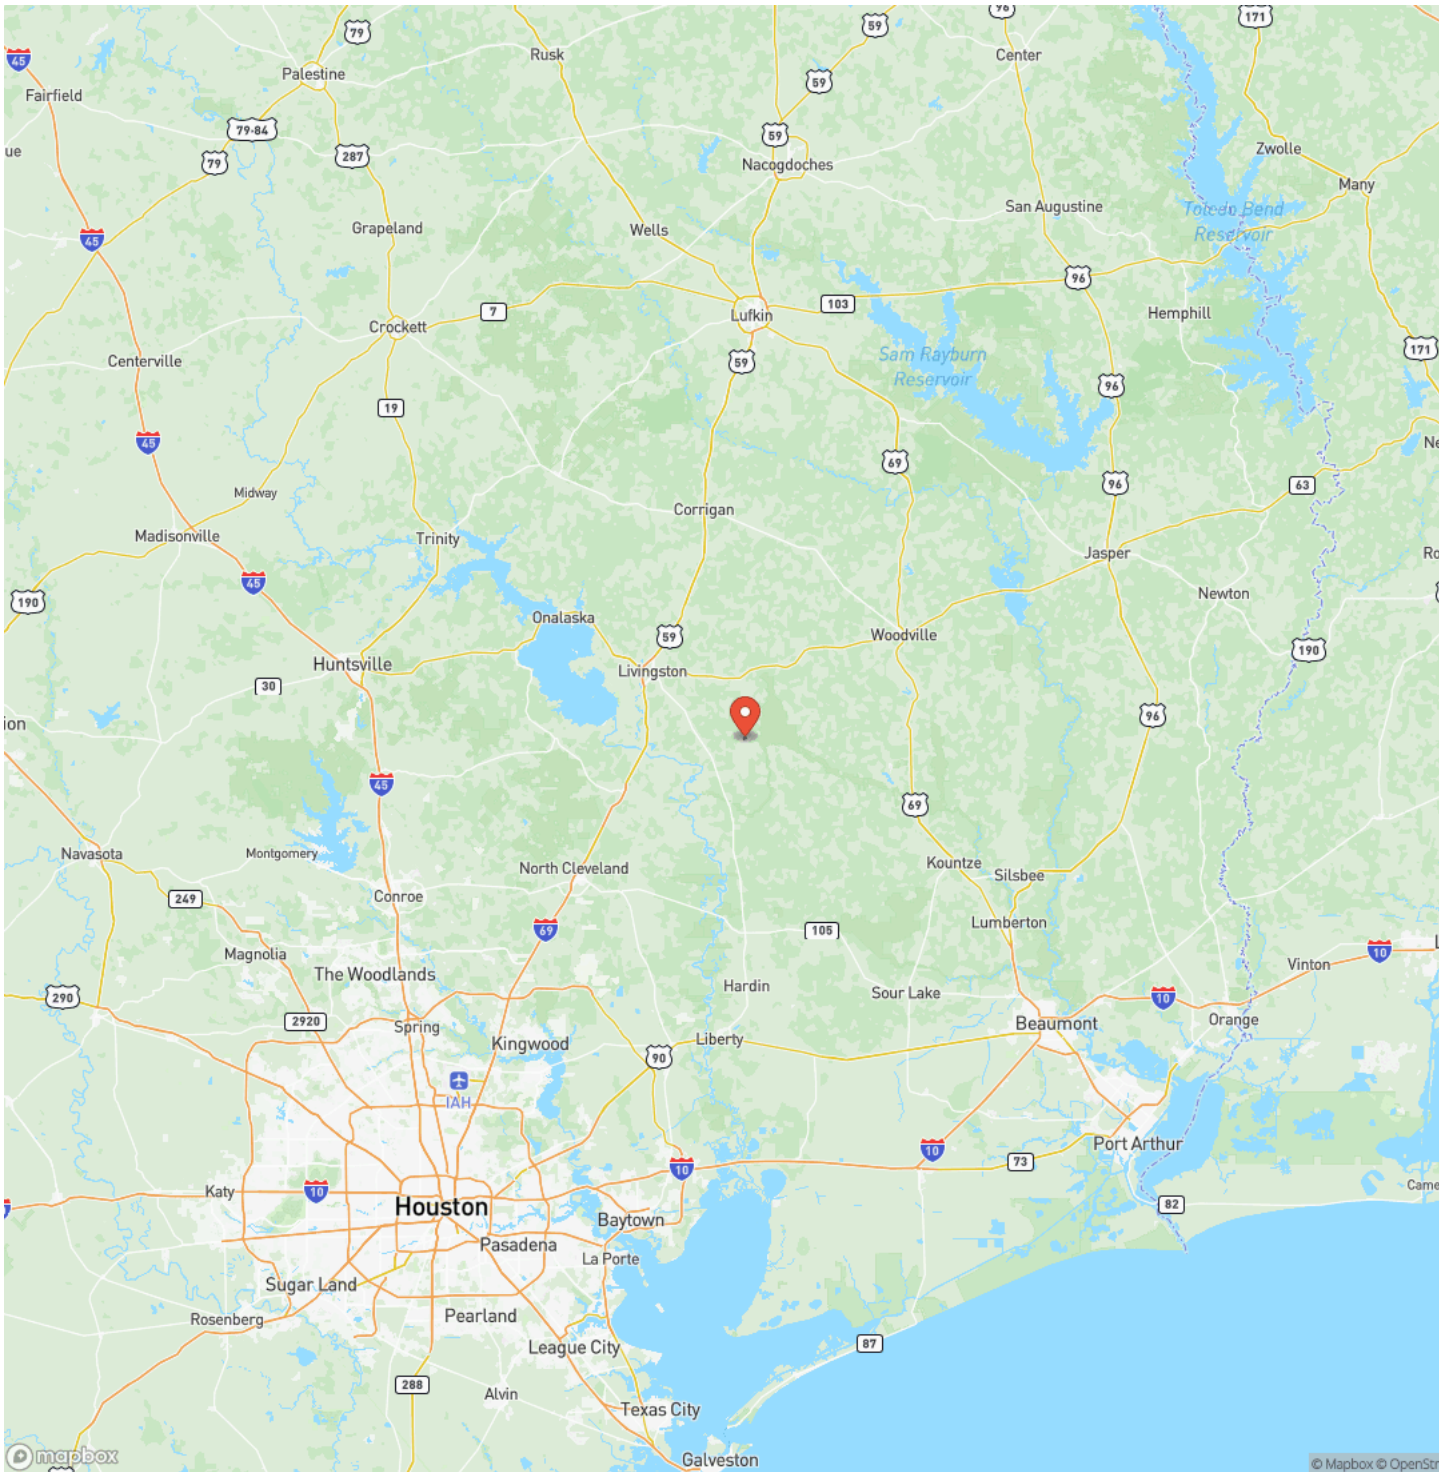 96
171
59
79
45
Rusk
Center
Palestine
59
Fairfield
79-84
59
ue
79
287
Nacogdoches
Zwolle
Many
San Augustine
Toledo Bend
Reservoir
Grapeland
Wells
45
96
103
7
Hemphill
Lufkin
Crockett
171
Centerville
59
Sam Rayburn
Reservoir
96
19
45
Ne
69
96
63
Midway
Corrigan
Madisonville
Trinity
Jasper
Ro
45
190
Newton
Onalaska
59
Woodville
190
Huntsville
Livingston
30
96
ion
45
69
Navasota
Montgomery
North Cleveland
Kountze
Silsbee
249
Conroe
Lumberton
69
105
Magnolia
10
L
The Woodlands
Vinton
Hardin
Sour Lake
290
10
2920
Spring
Beaumont
Orange
Kingwood
Liberty
90
IAH
Port Arthur
10
73
10
Katy
10
Came
82
Houston
Baytown
Pasadena
La Porte
Sugar Land
Rosenberg
Pearland
87
League City
288
Alvin
Texas City
mapbox
Galveston
© Mapbox © OpenStr